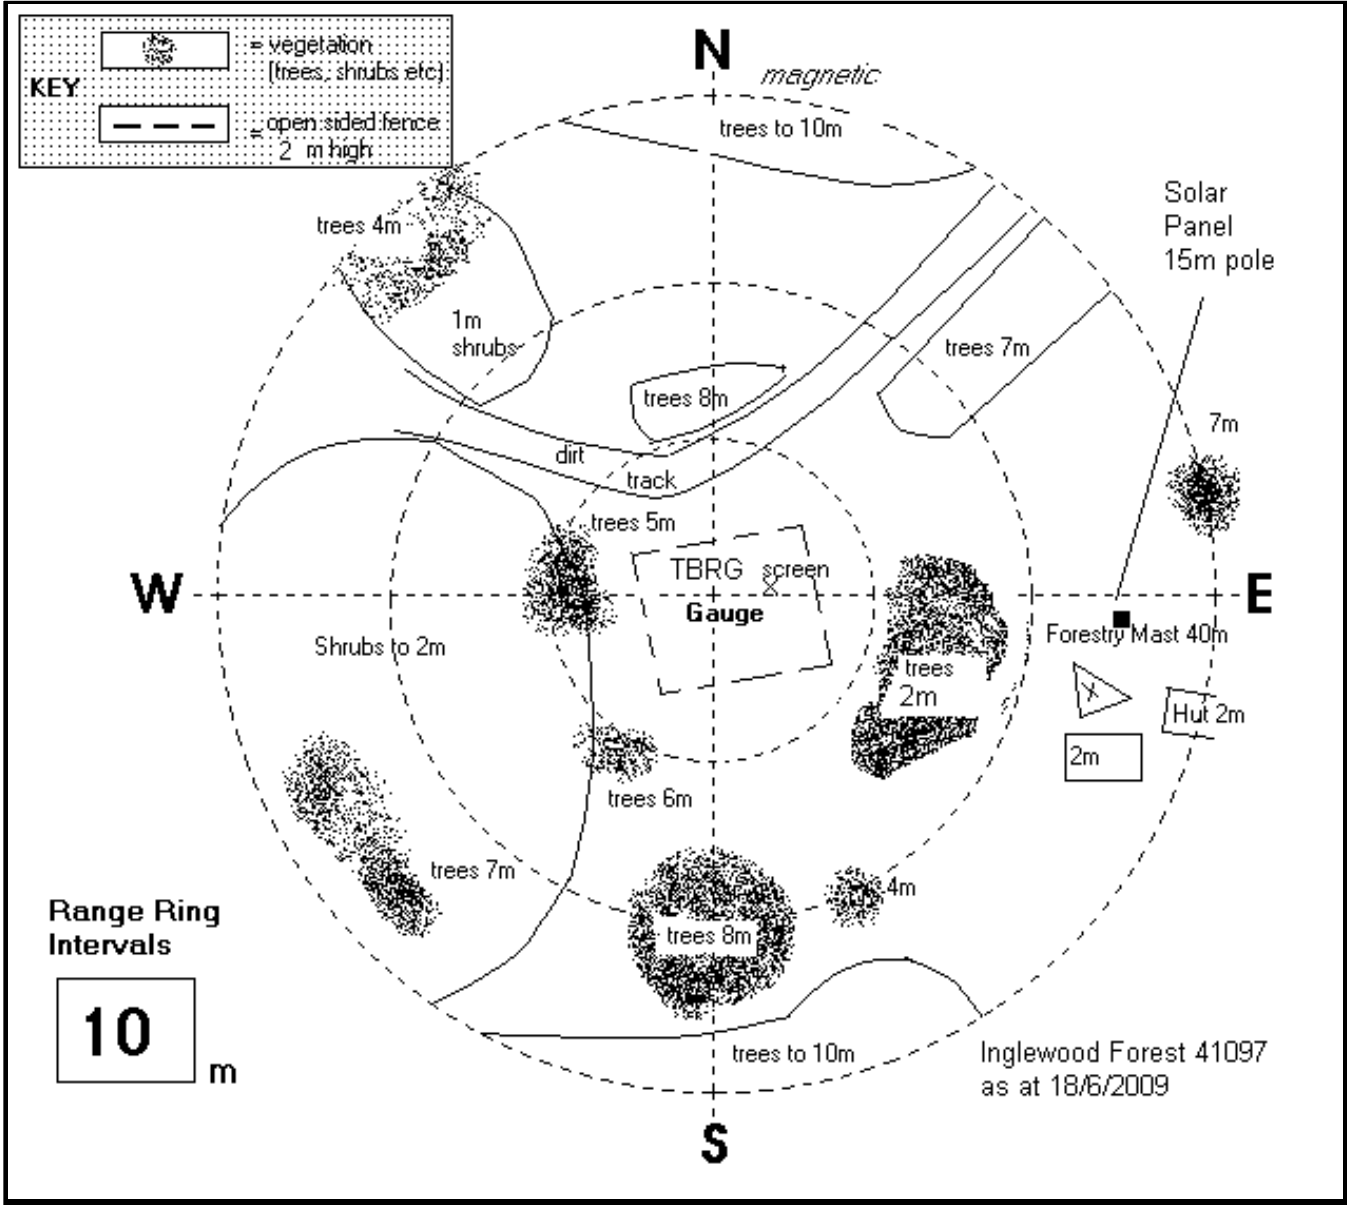 KEY
= vegetation
(trees, shrubs etc)
= open sided fence
2 m high
N
magnetic
trees to 10m
Solar
Panel
15m pole
trees 4m
1m
shrubs
trees 7m
trees 8m
7m
dirt
track
trees 5m
TBRG
screen
Gauge
W
E
Forestry Mast 40m
Shrubs to 2m
trees
2m
X
Hut 2m
2m
trees 6m
trees 7m
4m
trees 8m
Range Ring
Intervals
10
m
trees to 10m
Inglewood Forest 41097
as at 18/6/2009
S